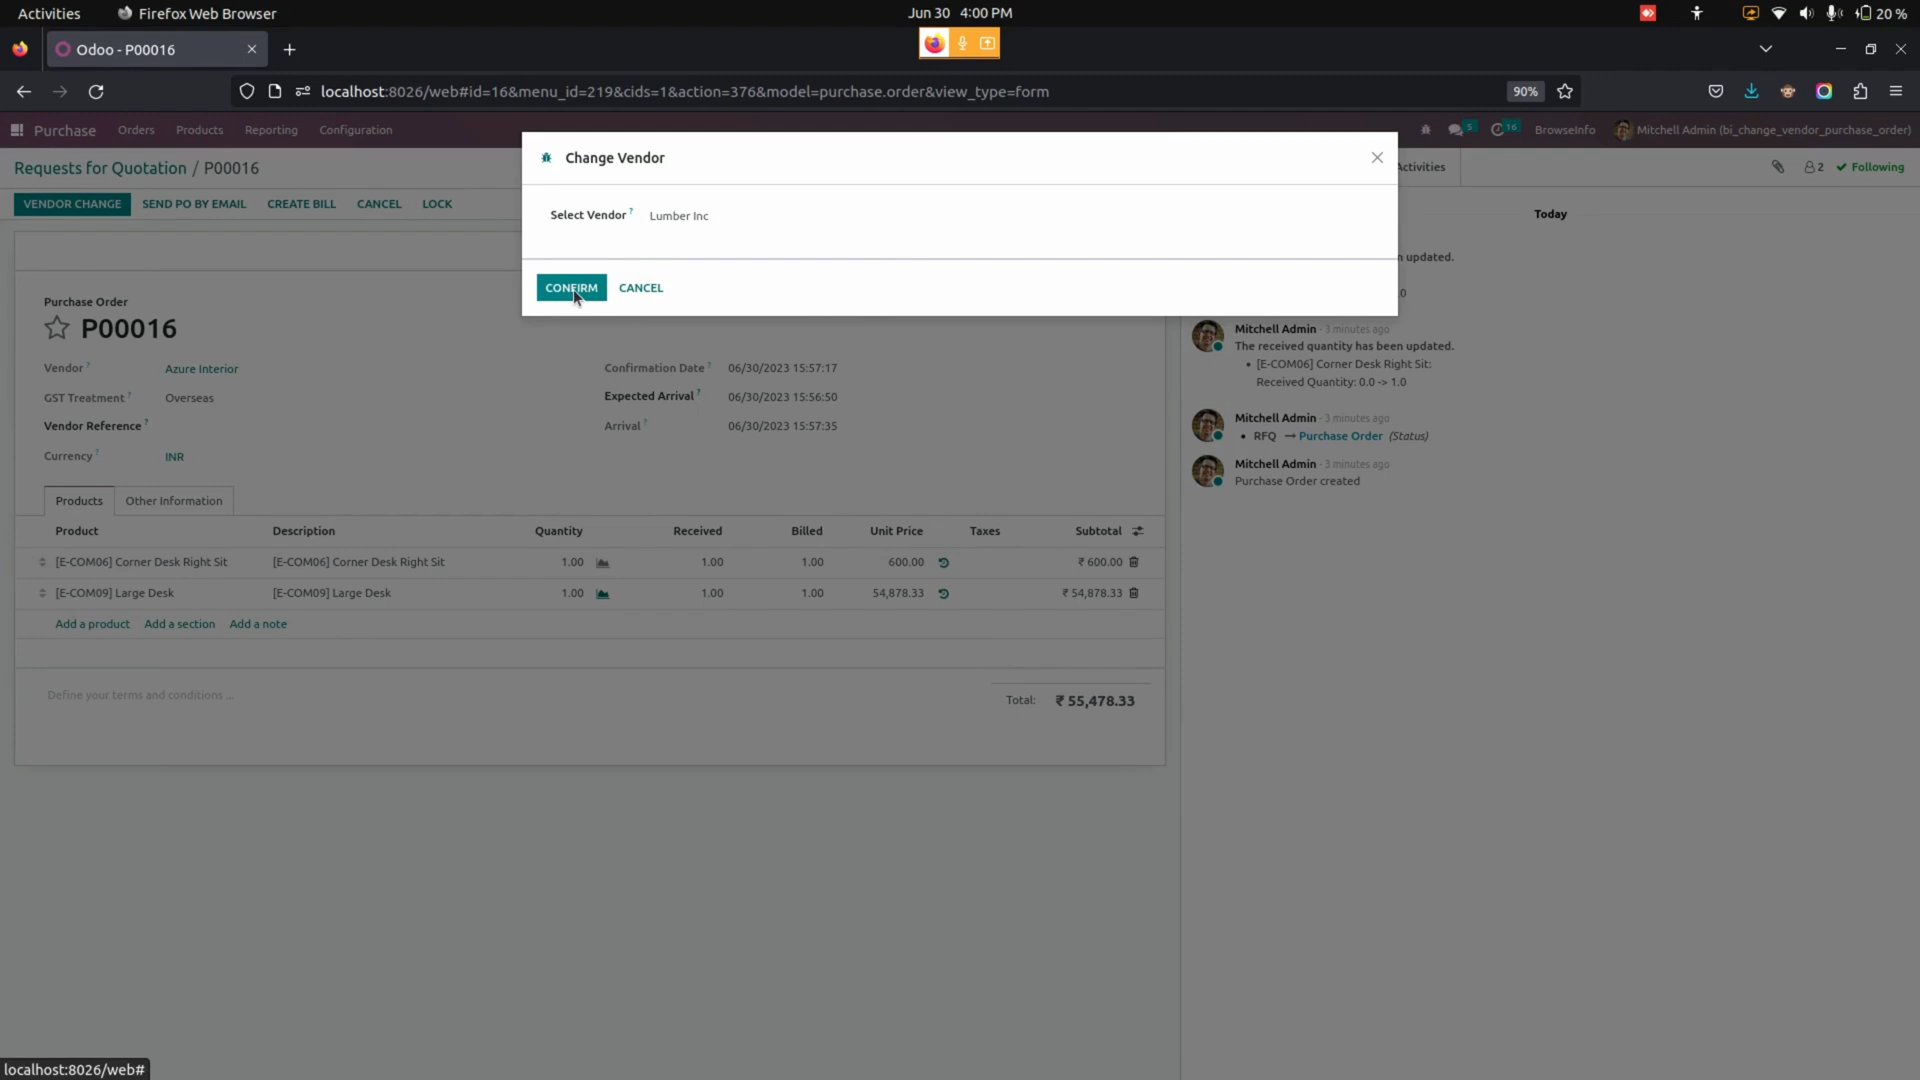 Activities Firefox Web Browser Jun 30 4:00 PM 20 %
Odoo - P00016
localhost:8026/web#id=16&menu_id=219&cids=1&action=376&model=purchase.order&view_type=form 90%
Purchase Orders Products Reporting Configuration 5 16 BrowseInfo Mitchell Admin (bi_change_vendor_purchase_order)
Change Vendor
Requests for Quotation / P00016 Activities 2 Following
VENDOR CHANGE SEND PO BY EMAIL CREATE BILL CANCEL LOCK
Select Vendor ? Lumber Inc
Today
updated.
CONFIRM CANCEL
0
Purchase Order
P00016
Mitchell Admin - 3 minutes ago
The received quantity has been updated.
• [E-COM06] Corner Desk Right Sit:
Received Quantity: 0.0 -> 1.0
Vendor ? Azure Interior Confirmation Date ? 06/30/2023 15:57:17
GST Treatment ? Overseas Expected Arrival ? 06/30/2023 15:56:50
Vendor Reference ? Arrival ? 06/30/2023 15:57:35
Currency ? INR
Mitchell Admin - 3 minutes ago
• RFQ → Purchase Order (Status)
Mitchell Admin - 3 minutes ago
Purchase Order created
Products Other Information
Product Description Quantity Received Billed Unit Price Taxes Subtotal
[E-COM06] Corner Desk Right Sit [E-COM06] Corner Desk Right Sit 1.00 1.00 1.00 600.00 ₹ 600.00
[E-COM09] Large Desk [E-COM09] Large Desk 1.00 1.00 1.00 54,878.33 ₹ 54,878.33
Add a product Add a section Add a note
Define your terms and conditions ...
Total: ₹ 55,478.33
localhost:8026/web#